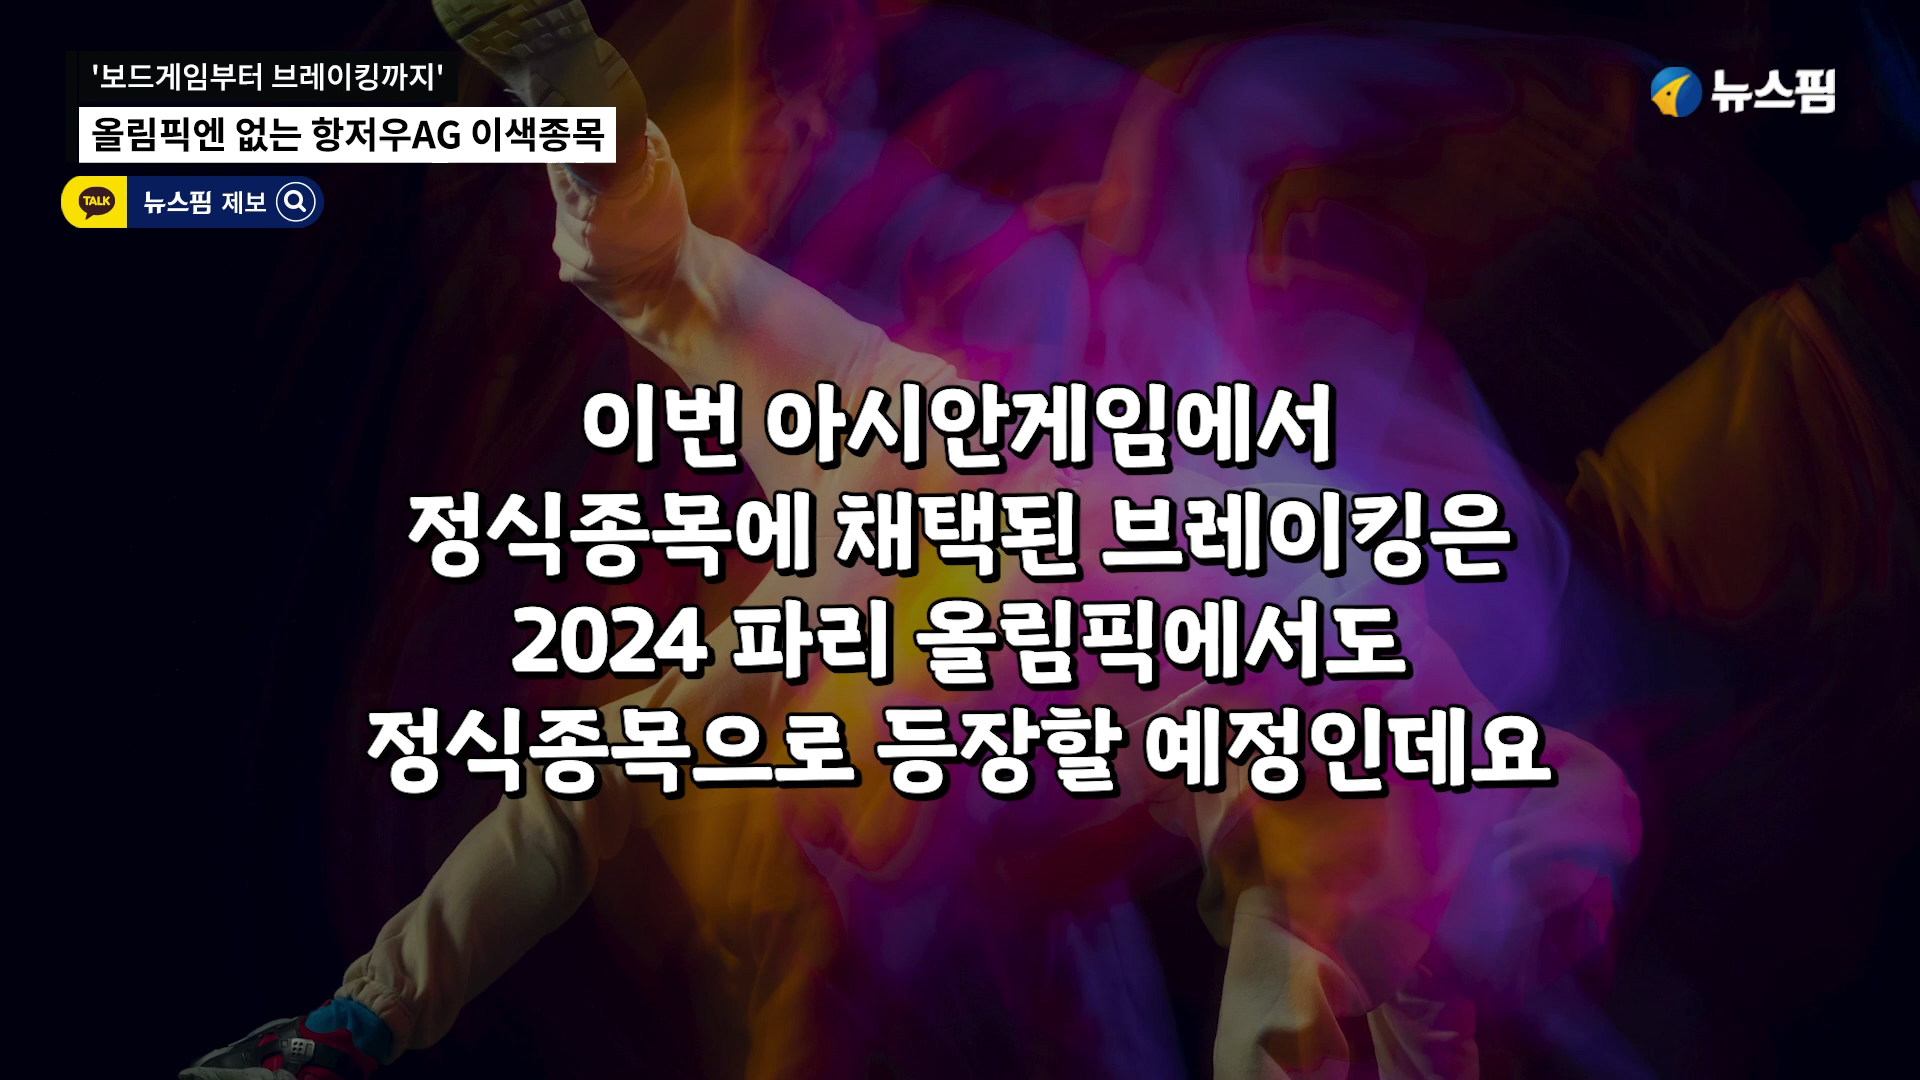 '보드게임부터 브레이킹까지'
올림픽엔 없는 항저우AG 이색종목
TALK 뉴스핌 제보
뉴스핌
이번 아시안게임에서
정식종목에 채택된 브레이킹은
2024 파리 올림픽에서도
정식종목으로 등장할 예정인데요